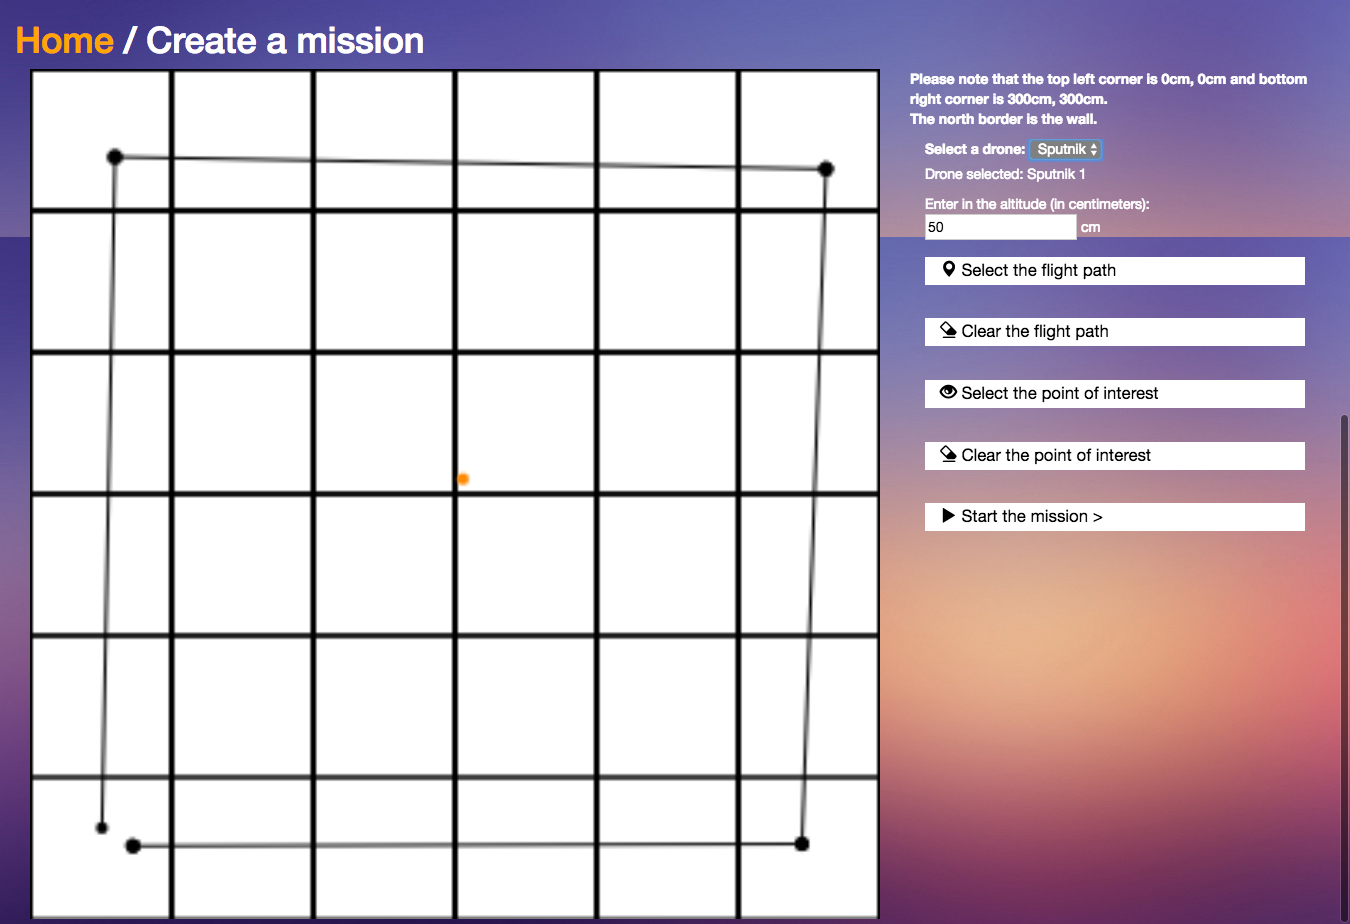 Home / Create a mission
Please note that the top left corner is 0cm, 0cm and bottom
right corner is 300cm, 300cm.
The north border is the wall.
Select a drone: Sputnik
Drone selected: Sputnik 1
Enter in the altitude (in centimeters):
50 cm
Select the flight path
Clear the flight path
Select the point of interest
Clear the point of interest
Start the mission >